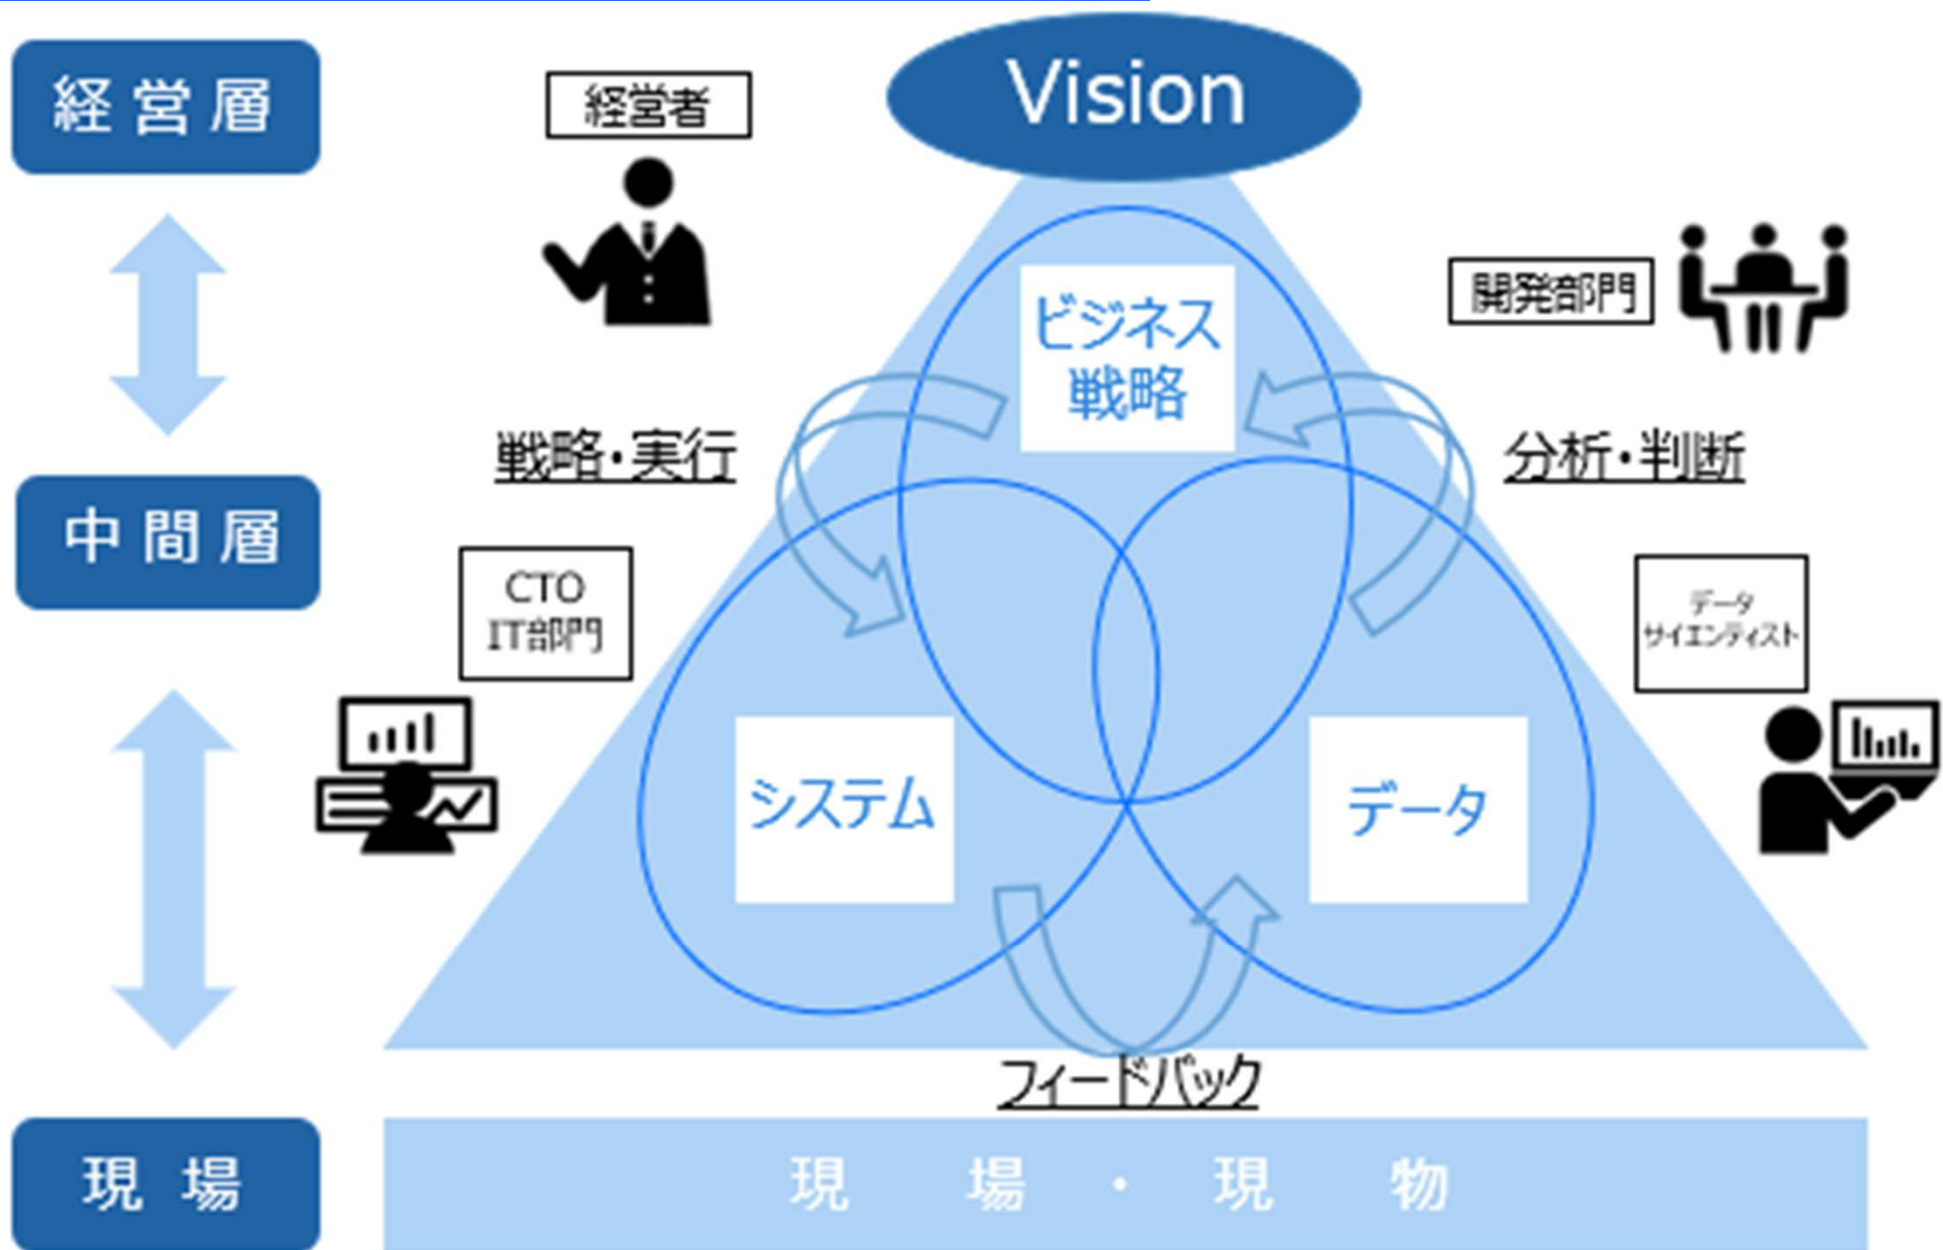 経営層
経営者
Vision
開発部門
ビジネス
戦略
戦略・実行
分析・判断
中間層
CTO
IT部門
データ
サイエンティスト
システム
データ
フィードバック
現場
現場・現物